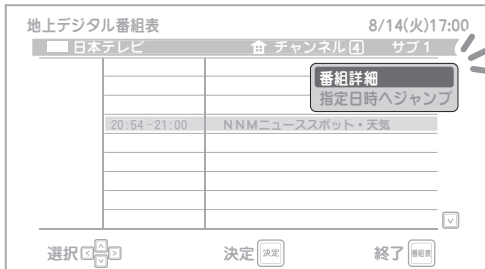 地上デジタル番組表 8/14(火)17:00
日本テレビ チャンネル4 サブ1
番組詳細
指定日時へジャンプ
20:54-21:00 NNMニューススポット・天気
選択 決定 決定 終了 番組表